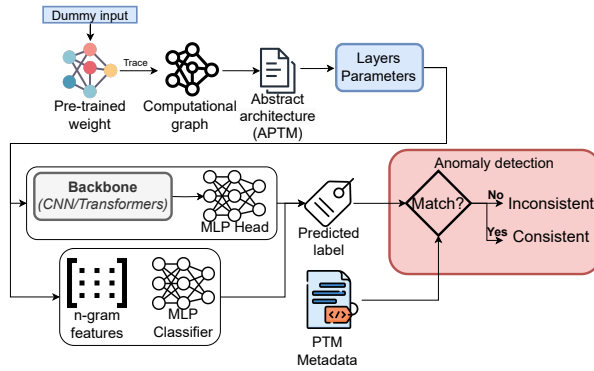 Dummy input
Trace
Pre-trained
weight
Computational
graph
Abstract
architecture
(APTM)
Layers
Parameters
Backbone
(CNN/Transformers)
MLP Head
n-gram
features
MLP
Classifier
Predicted
label
PTM
Metadata
Anomaly detection
Match?
No
Inconsistent
Yes
Consistent